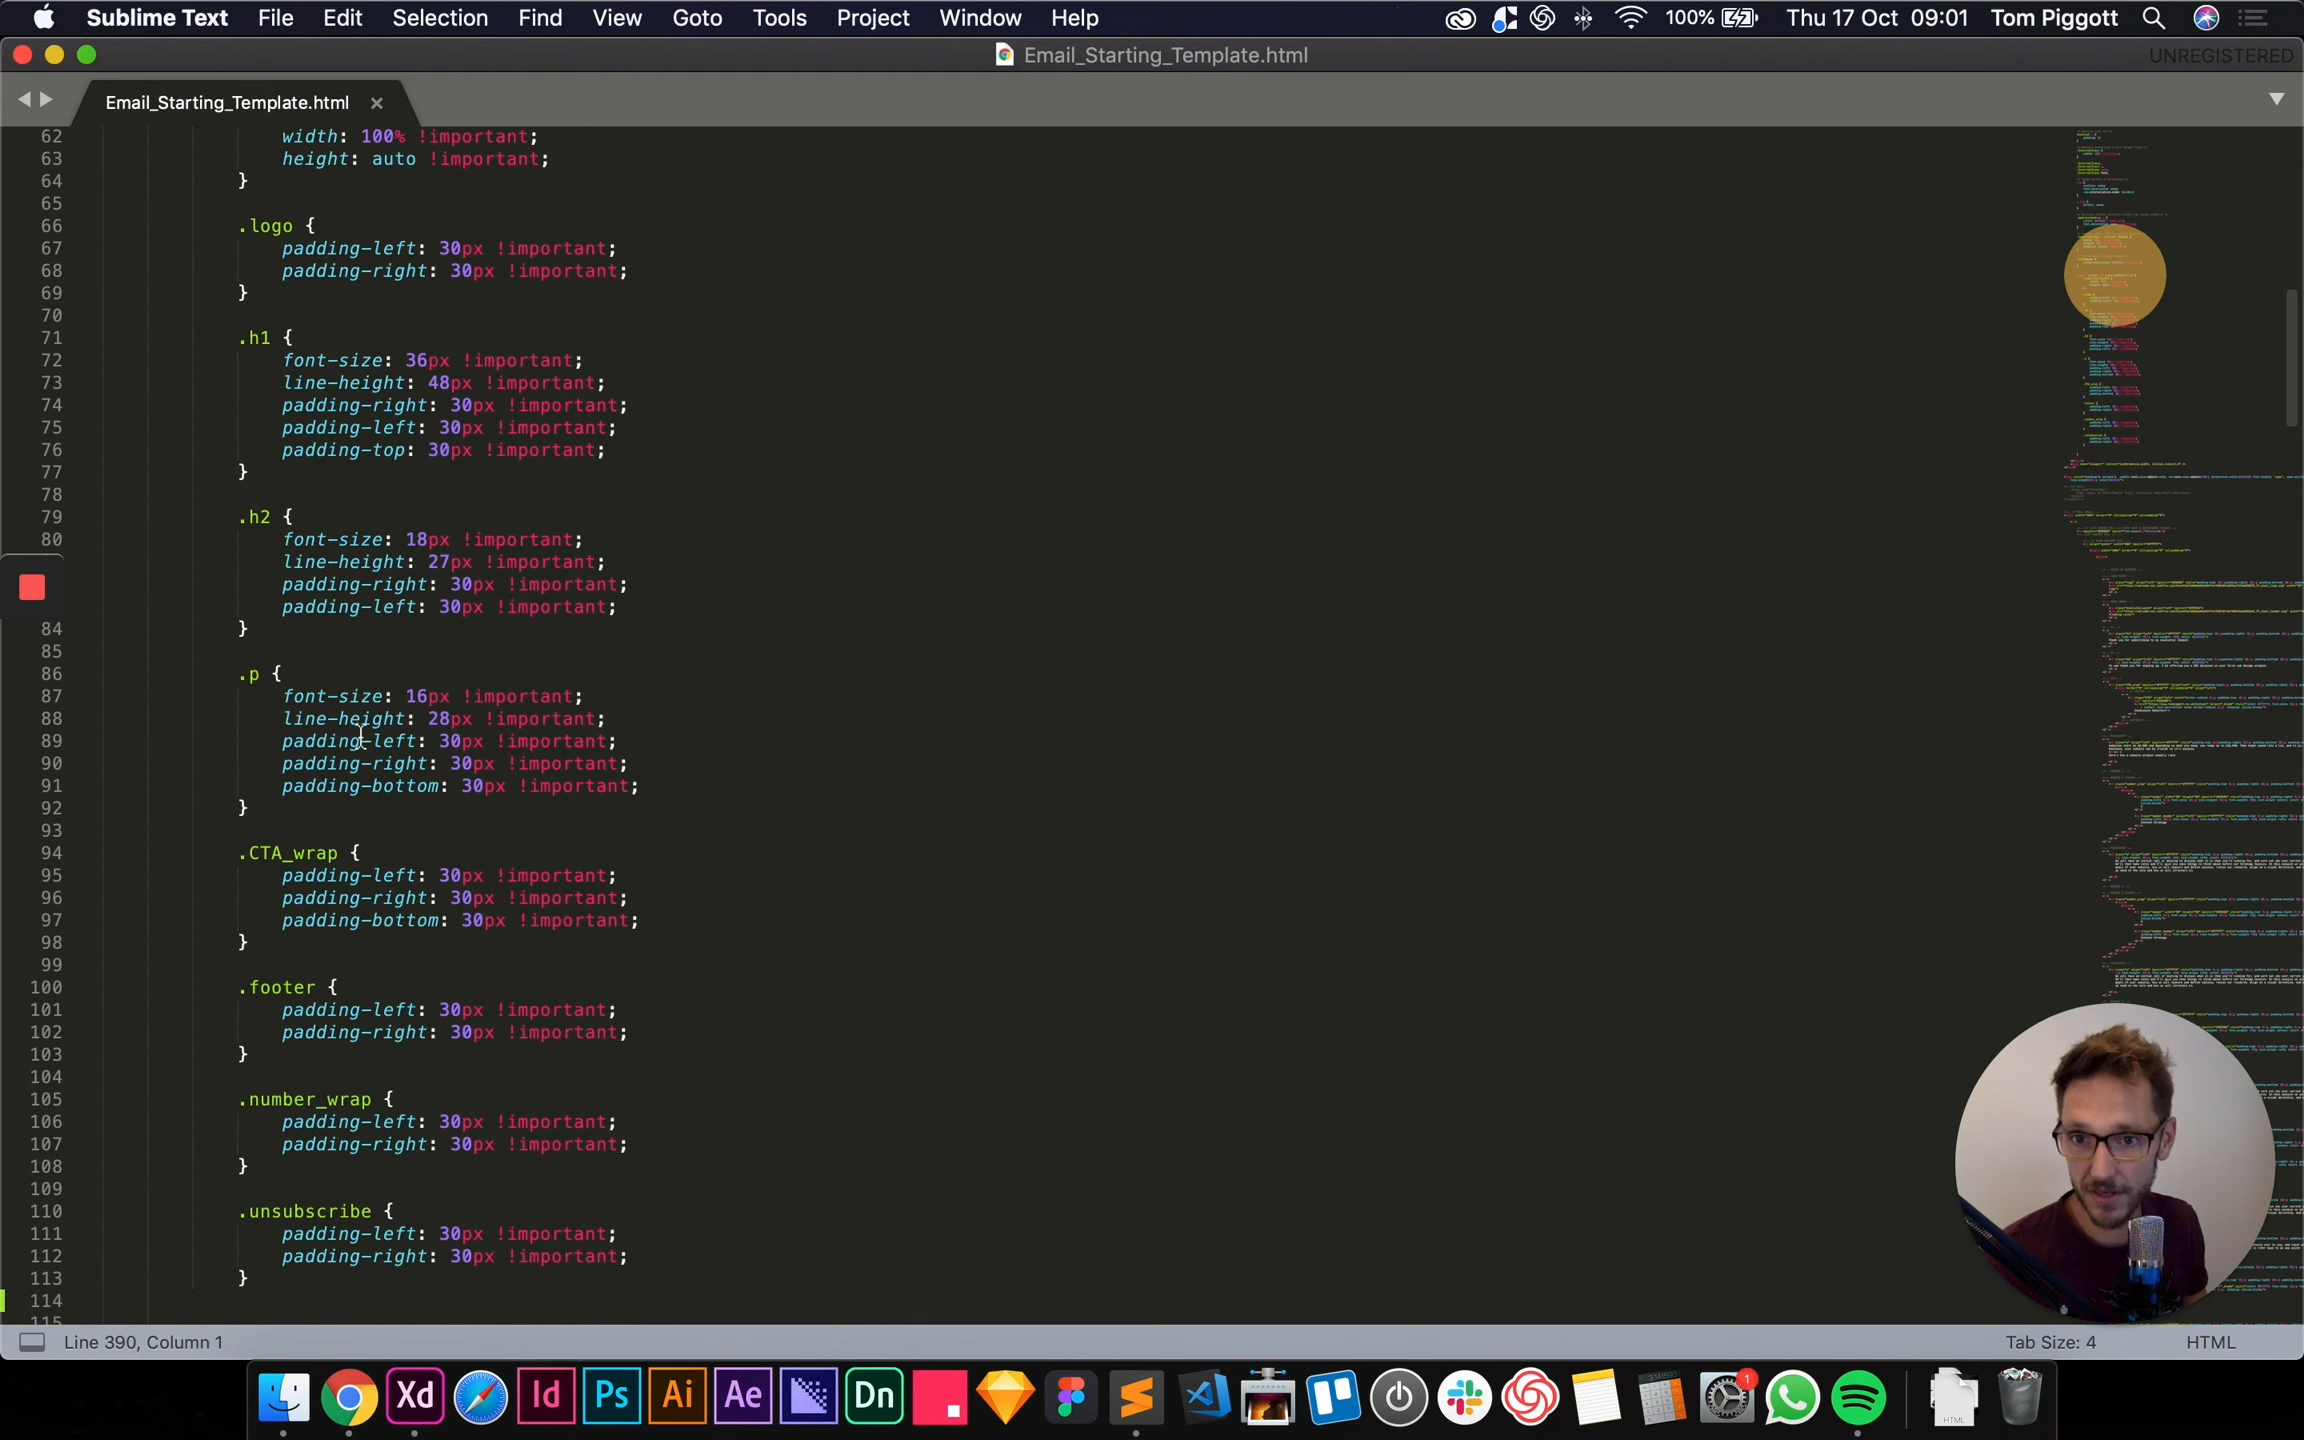 Sublime Text File Edit Selection Find View Goto Tools Project Window Help 100% Thu 17 Oct 09:01 Tom Piggott
Email_Starting_Template.html UNREGISTERED
Email_Starting_Template.html ×
62 width: 100% !important;
63 height: auto !important;
64 }
65
66 .logo {
67 padding-left: 30px !important;
68 padding-right: 30px !important;
69 }
70
71 .h1 {
72 font-size: 36px !important;
73 line-height: 48px !important;
74 padding-right: 30px !important;
75 padding-left: 30px !important;
76 padding-top: 30px !important;
77 }
78
79 .h2 {
80 font-size: 18px !important;
line-height: 27px !important;
padding-right: 30px !important;
padding-left: 30px !important;
84 }
85
86 .p {
87 font-size: 16px !important;
88 line-height: 28px !important;
89 padding-left: 30px !important;
90 padding-right: 30px !important;
91 padding-bottom: 30px !important;
92 }
93
94 .CTA_wrap {
95 padding-left: 30px !important;
96 padding-right: 30px !important;
97 padding-bottom: 30px !important;
98 }
99
100 .footer {
101 padding-left: 30px !important;
102 padding-right: 30px !important;
103 }
104
105 .number_wrap {
106 padding-left: 30px !important;
107 padding-right: 30px !important;
108 }
109
110 .unsubscribe {
111 padding-left: 30px !important;
112 padding-right: 30px !important;
113 }
114
115
Line 390, Column 1 Tab Size: 4 HTML
Xd Id Ps Ai Ae Dn 1 HTML